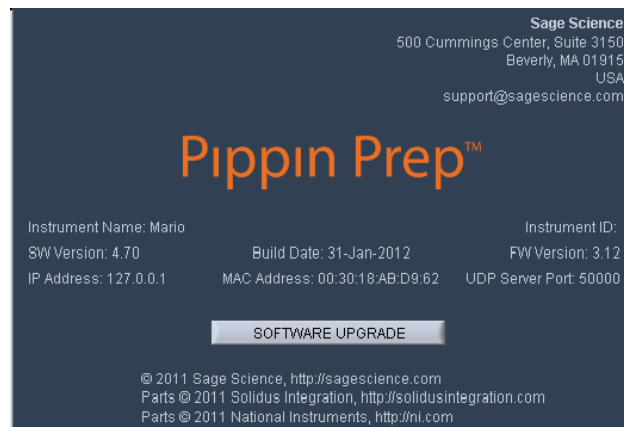 Sage Science
500 Cummings Center, Suite 3150
Beverly, MA 01915
USA
support@sagescience.com
Pippin Prep™
Instrument Name: Mario Instrument ID:
SW Version: 4.70 Build Date: 31-Jan-2012 FW Version: 3.12
IP Address: 127.0.0.1 MAC Address: 00:30:18:AB:D9:62 UDP Server Port: 50000
SOFTWARE UPGRADE
© 2011 Sage Science, http://sagescience.com
Parts © 2011 Solidus Integration, http://solidusintegration.com
Parts © 2011 National Instruments, http://ni.com